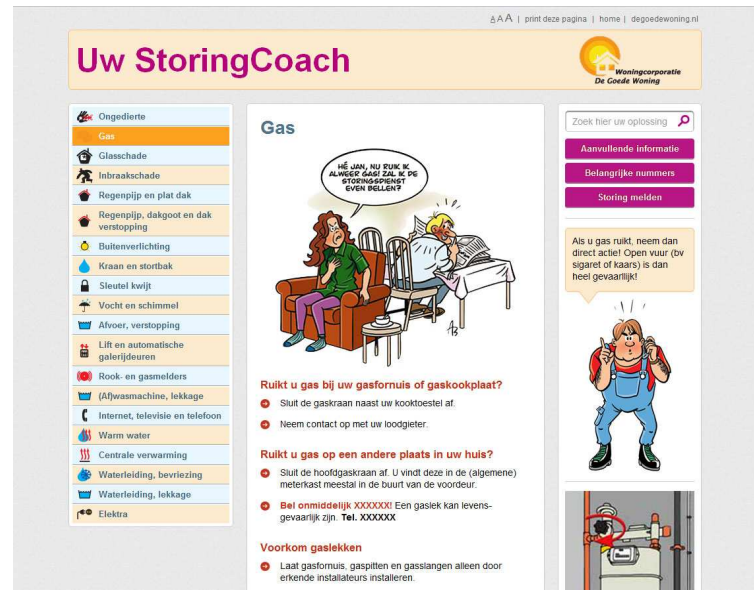 A A A | print deze pagina | home | degoedewoning.nl
Uw StoringCoach
Woningcorporatie
De Goede Woning
Ongedierte
Gas
Glasschade
Inbraakschade
Regenpijp en plat dak
Regenpijp, dakgoot en dak
verstopping
Buitenverlichting
Kraan en stortbak
Sleutel kwijt
Vocht en schimmel
Afvoer, verstopping
Lift en automatische
galerijdeuren
Rook- en gasmelders
(Af)wasmachine, lekkage
Internet, televisie en telefoon
Warm water
Centrale verwarming
Waterleiding, bevriezing
Waterleiding, lekkage
Elektra
Gas
HÉ JAN, NU RUIK IK
ALWEER GAS! ZAL IK DE
STORINGSDIENST
EVEN BELLEN?
AB
Ruikt u gas bij uw gasfornuis of gaskookplaat?
Sluit de gaskraan naast uw kooktoestel af.
Neem contact op met uw loodgieter.
Ruikt u gas op een andere plaats in uw huis?
Sluit de hoofdgaskraan af. U vindt deze in de (algemene)
meterkast meestal in de buurt van de voordeur.
Bel onmiddelijk XXXXXX! Een gaslek kan levens-
gevaarlijk zijn. Tel. XXXXXX
Voorkom gaslekken
Laat gasfornuis, gaspitten en gasslangen alleen door
erkende installateurs installeren.
Zoek hier uw oplossing
Aanvullende informatie
Belangrijke nummers
Storing melden
Als u gas ruikt, neem dan
direct actie! Open vuur (bv
sigaret of kaars) is dan
heel gevaarlijk!